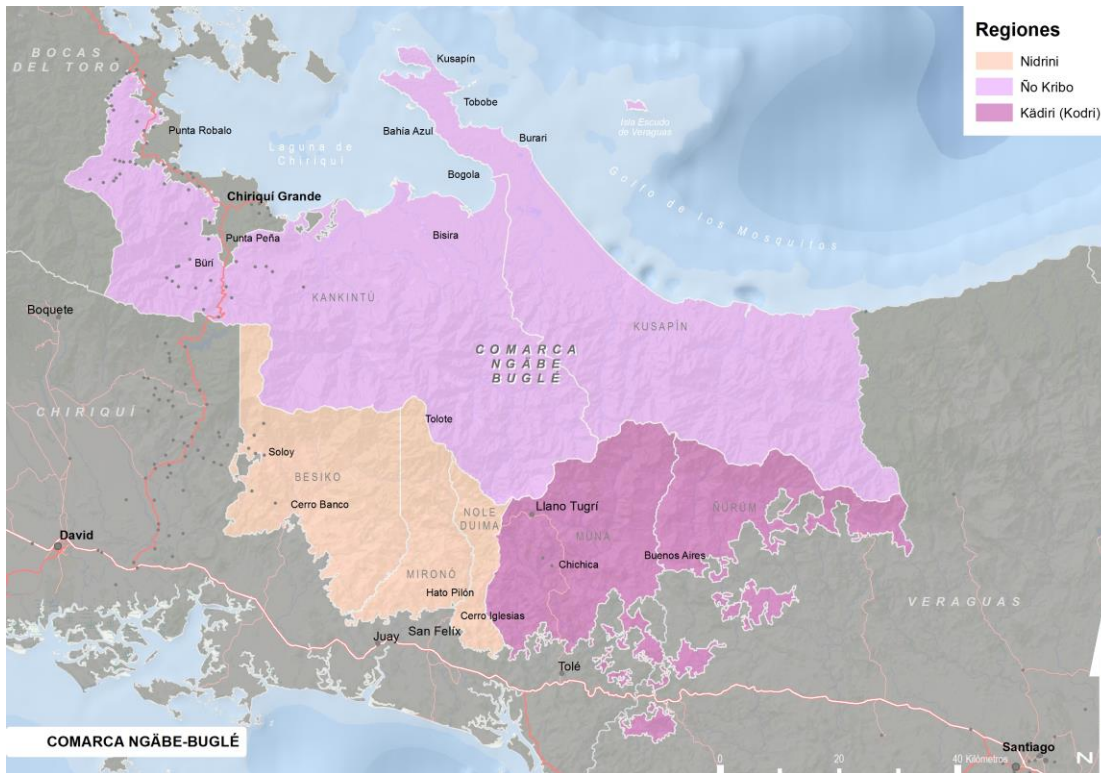 Regiones
Nidrini
Ño Kribo
Kädiri (Kodri)
BOCAS
DEL TORO
Kusapín
Tobobe
Isla Escudo
de Veraguas
Punta Robalo
Bahía Azul
Burari
Laguna de
Chiriquí
Bogola
Golfo de los Mosquitos
Chiriquí Grande
Punta Peña
Bisira
Büri
KANKINTÚ
Boquete
KUSAPÍN
COMARCA
NGÄBE
BUGLÉ
CHIRIQUÍ
Tolote
Soloy
BESIKO
Cerro Banco
NOLE
DUIMA
Llano Tugrí
ÑÜRÜM
MÜNA
David
Buenos Aires
Chichica
MIRONÓ
Hato Pilón
VERAGUAS
Cerro Iglesias
San Felíx
Juay
Tolé
COMARCA NGÄBE-BUGLÉ
0 20 40 Kilómetros
Santiago
N